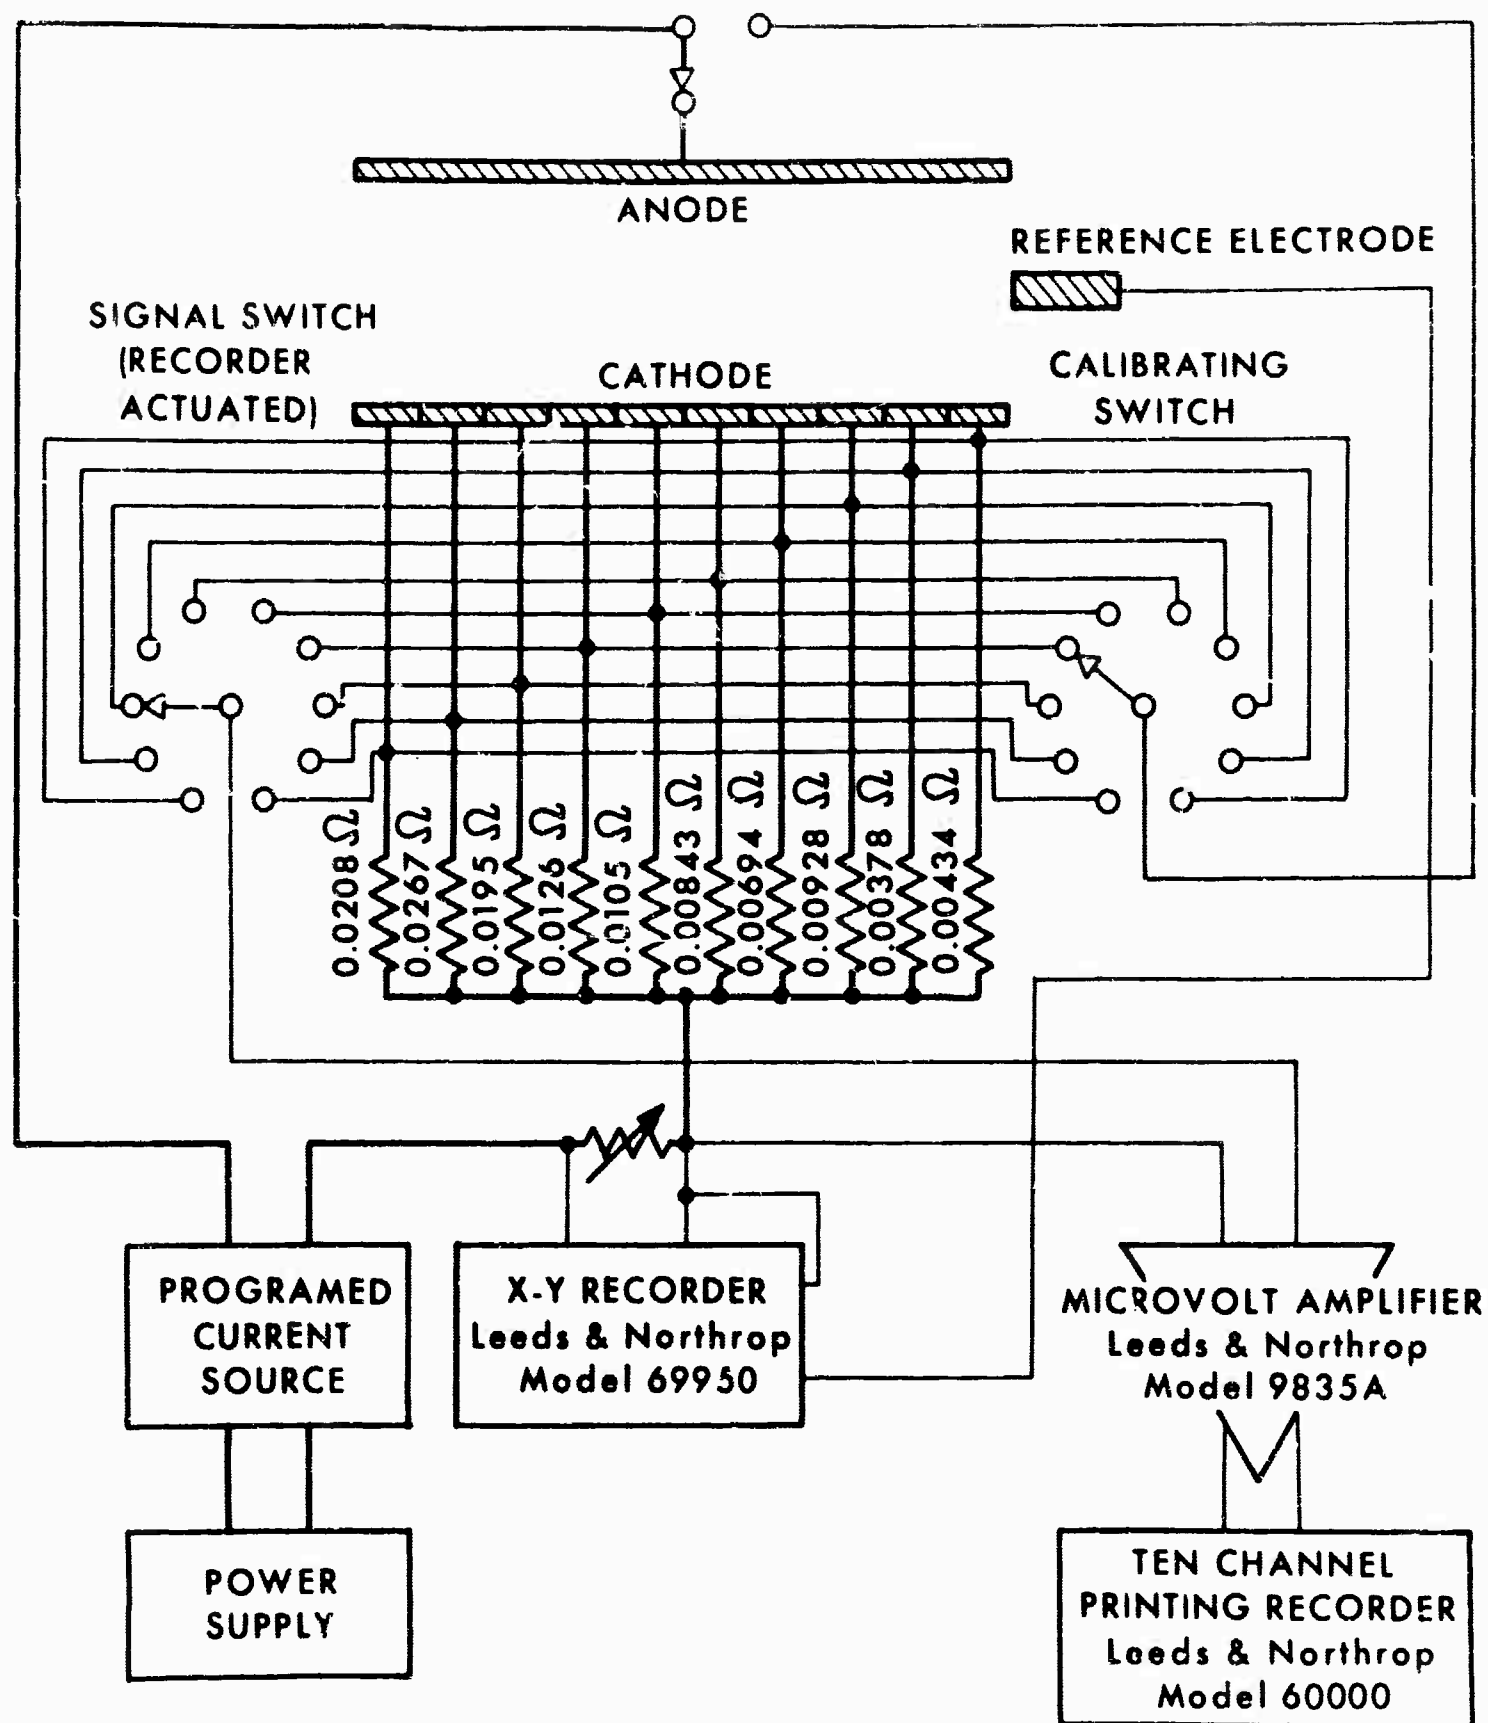 ANODE
REFERENCE ELECTRODE
SIGNAL SWITCH
(RECORDER
ACTUATED)
CATHODE
CALIBRATING
SWITCH
0.0208 Ω
0.0267 Ω
0.0195 Ω
0.0126 Ω
0.0105 Ω
0.00843 Ω
0.00694 Ω
0.00928 Ω
0.00378 Ω
0.00434 Ω
PROGRAMED
CURRENT
SOURCE
X-Y RECORDER
Leeds & Northrop
Model 69950
MICROVOLT AMPLIFIER
Leeds & Northrop
Model 9835A
POWER
SUPPLY
TEN CHANNEL
PRINTING RECORDER
Leeds & Northrop
Model 60000